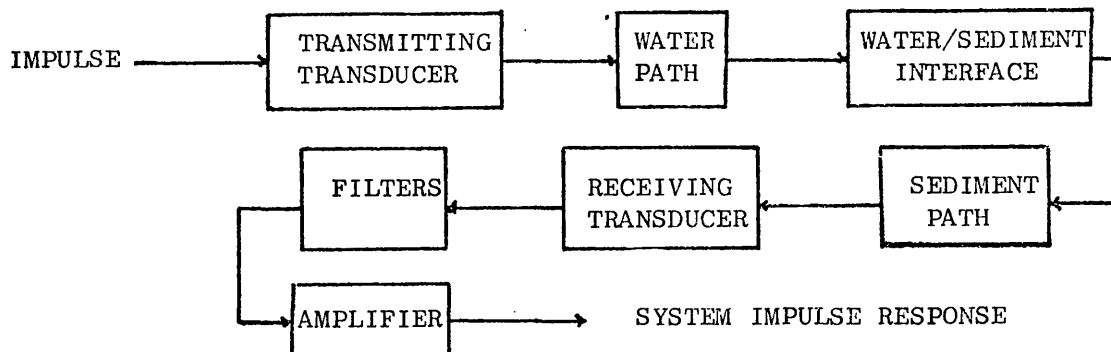 IMPULSE
TRANSMITTING
TRANSDUCER
WATER
PATH
WATER/SEDIMENT
INTERFACE
FILTERS
RECEIVING
TRANSDUCER
SEDIMENT
PATH
AMPLIFIER
SYSTEM IMPULSE RESPONSE